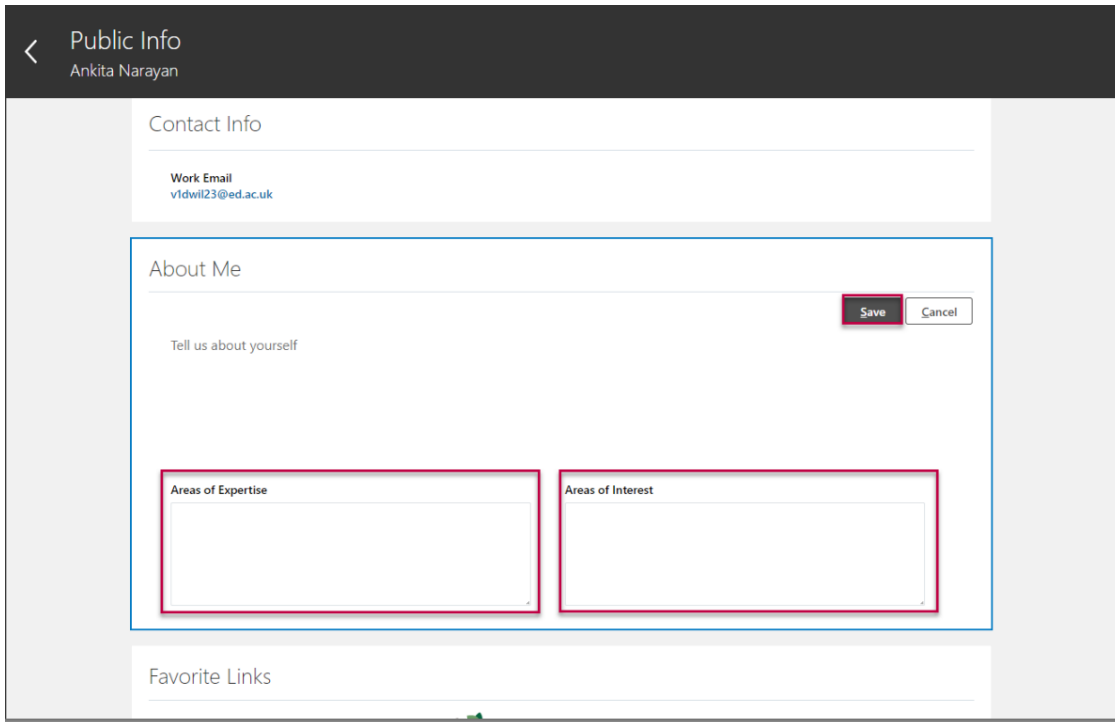 Public Info
Ankita Narayan
Contact Info
Work Email
v1dwil23@ed.ac.uk
About Me
Save Cancel
Tell us about yourself
Areas of Expertise Areas of Interest
Favorite Links